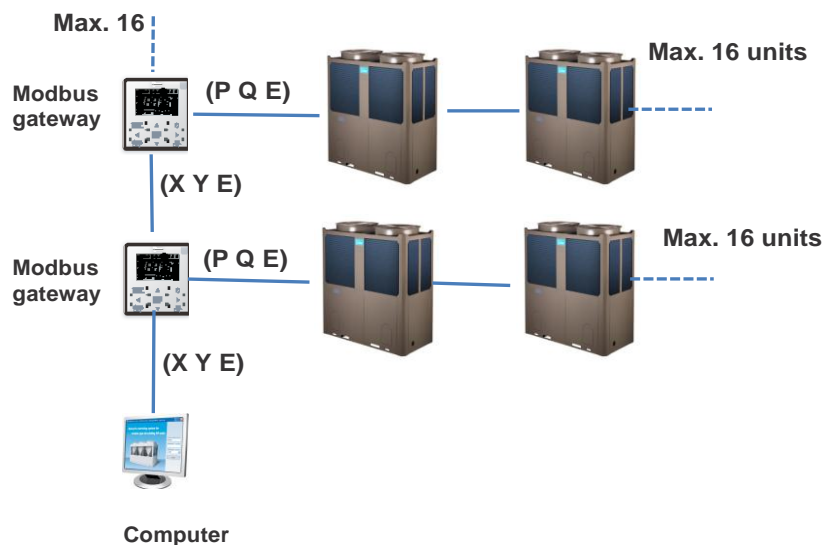 Max. 16
Max. 16 units
Modbus
gateway
(P Q E)
(X Y E)
Modbus
gateway
(P Q E)
Max. 16 units
(X Y E)
Computer